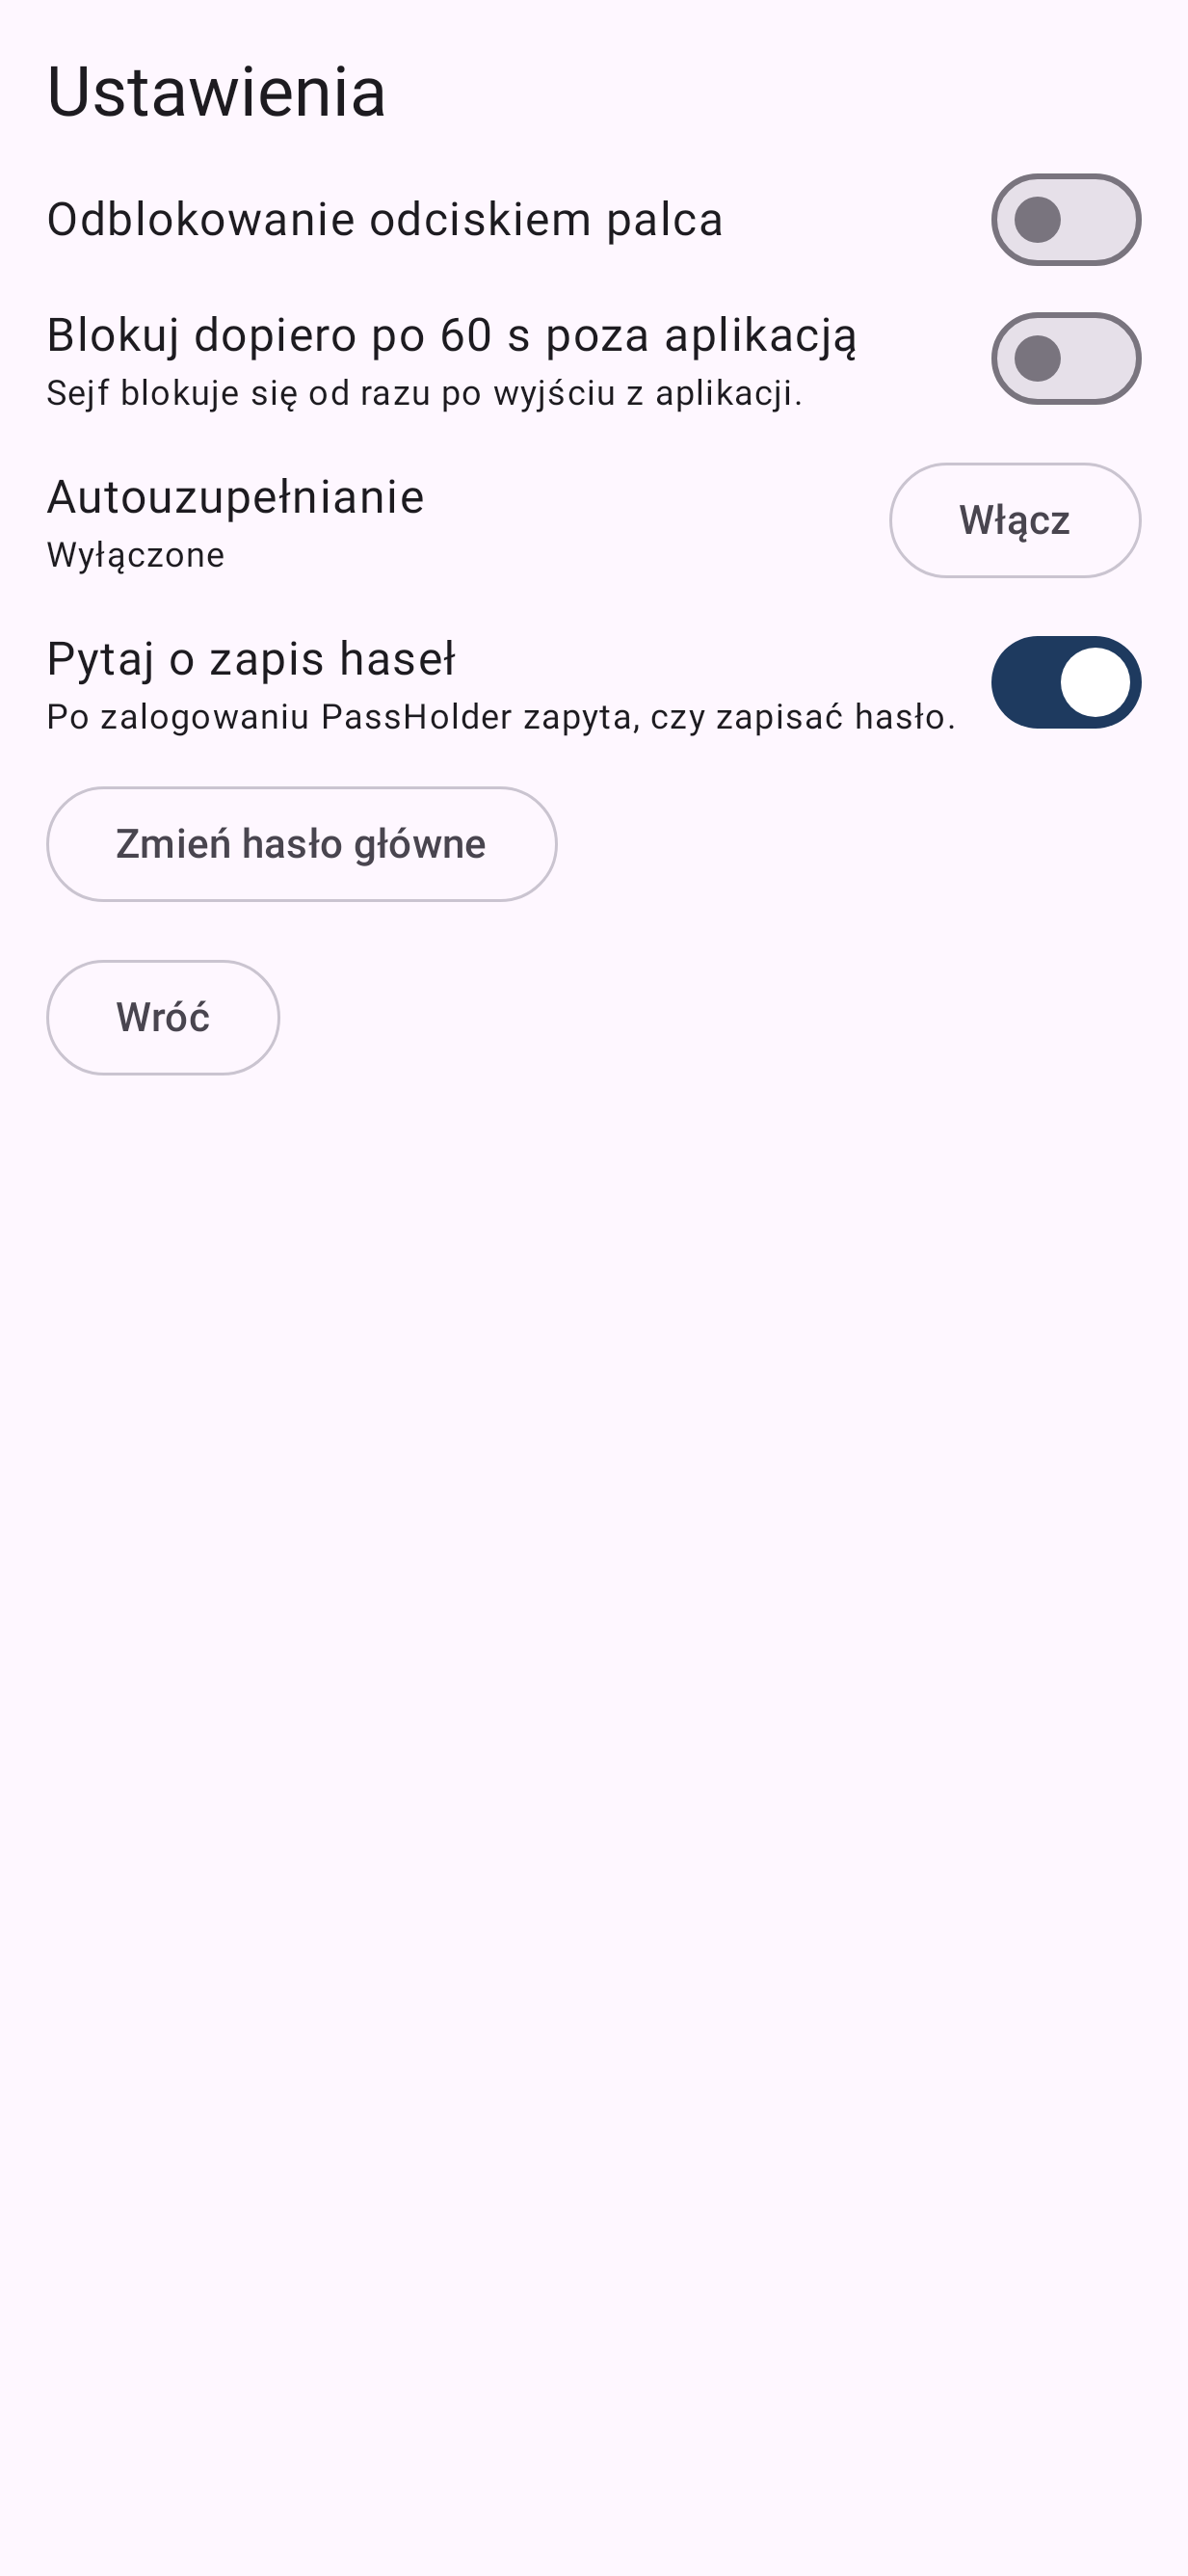 Ustawienia
Odblokowanie odciskiem palca
Blokuj dopiero po 60 s poza aplikacją
Sejf blokuje się od razu po wyjściu z aplikacji.
Autouzupełnianie
Wyłączone
Włącz
Pytaj o zapis haseł
Po zalogowaniu PassHolder zapyta, czy zapisać hasło.
Zmień hasło główne
Wróć